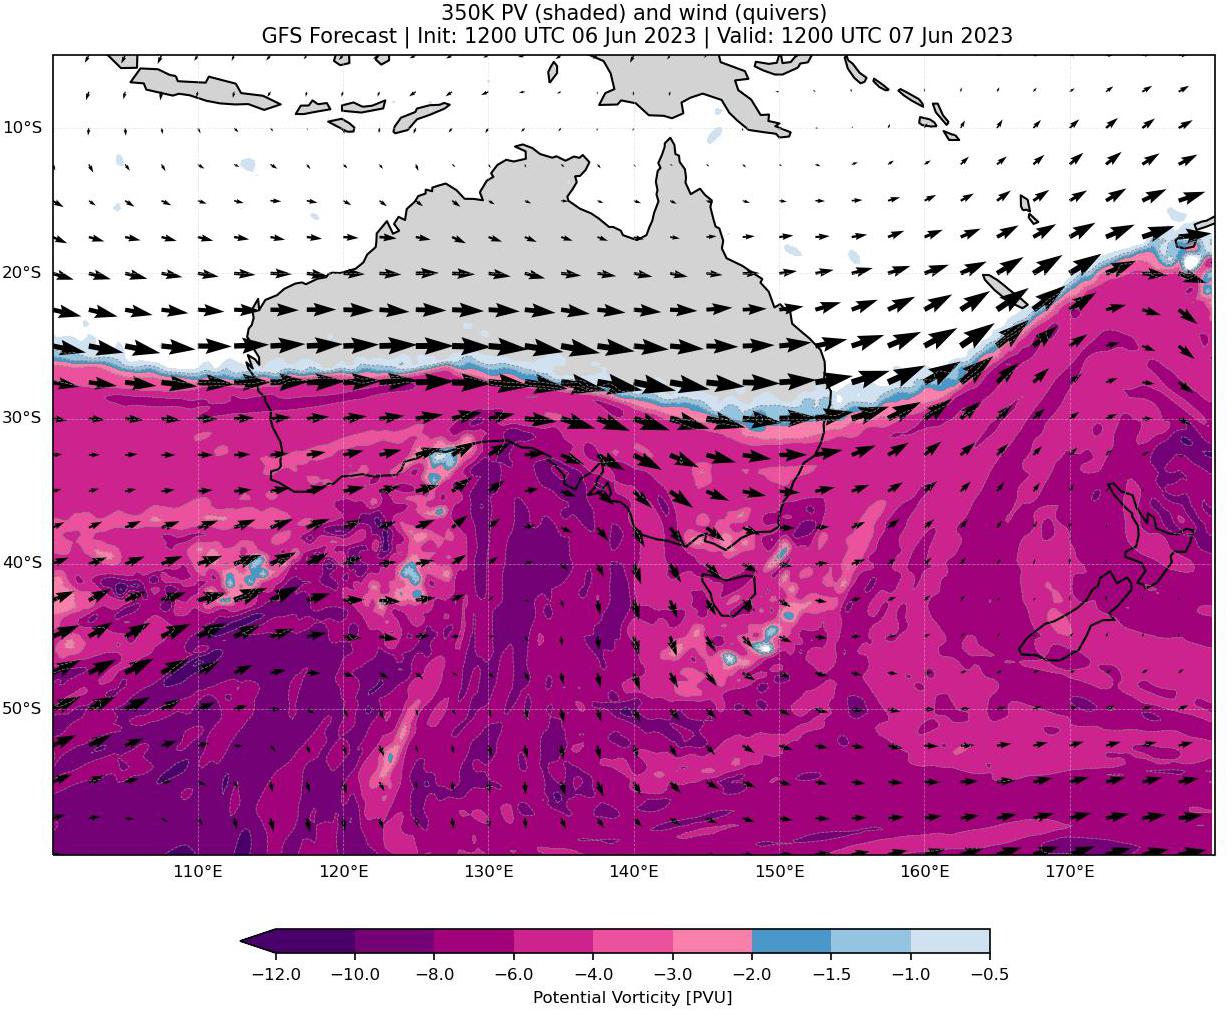 350K PV (shaded) and wind (quivers)
GFS Forecast | Init: 1200 UTC 06 Jun 2023 | Valid: 1200 UTC 07 Jun 2023
10°S
20°S
30°S
40°S
50°S
110°E 120°E 130°E 140°E 150°E 160°E 170°E
−12.0 −10.0 −8.0 −6.0 −4.0 −3.0 −2.0 −1.5 −1.0 −0.5
Potential Vorticity [PVU]